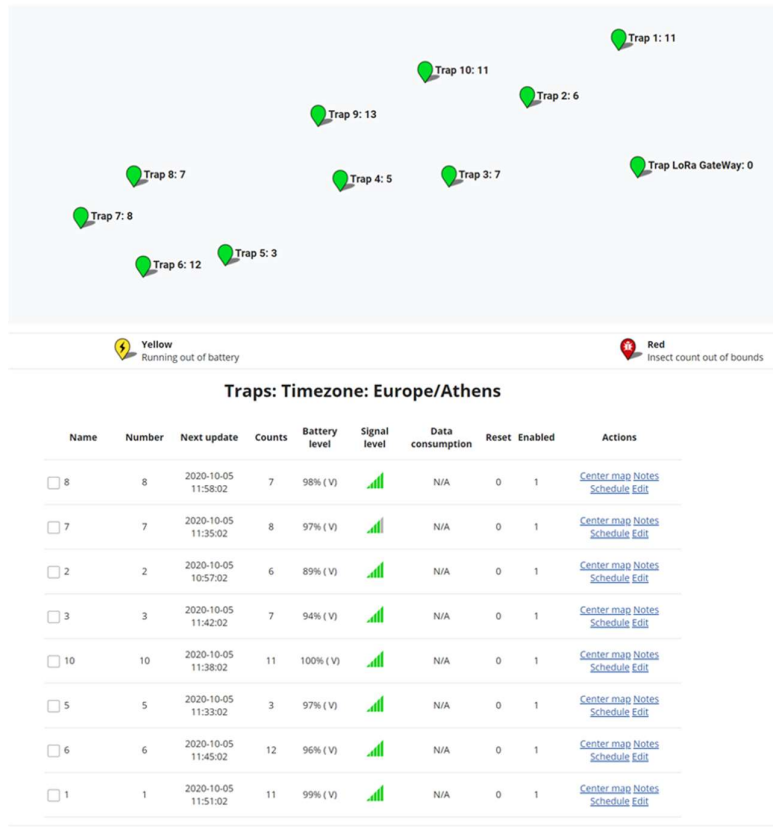 Trap 1: 11
Trap 10: 11
Trap 2: 6
Trap 9: 13
Trap LoRa GateWay: 0
Trap 8: 7
Trap 4: 5
Trap 3: 7
Trap 7: 8
Trap 5: 3
Trap 6: 12
Yellow
Running out of battery
Red
Insect count out of bounds
Traps: Timezone: Europe/Athens
Name Number Next update Counts Battery level Signal level Data consumption Reset Enabled Actions
8 8 2020-10-05 11:58:02 7 98% ( V) N/A 0 1 Center map Notes Schedule Edit
7 7 2020-10-05 11:35:02 8 97% ( V) N/A 0 1 Center map Notes Schedule Edit
2 2 2020-10-05 10:57:02 6 89% ( V) N/A 0 1 Center map Notes Schedule Edit
3 3 2020-10-05 11:42:02 7 94% ( V) N/A 0 1 Center map Notes Schedule Edit
10 10 2020-10-05 11:38:02 11 100% ( V) N/A 0 1 Center map Notes Schedule Edit
5 5 2020-10-05 11:33:02 3 97% ( V) N/A 0 1 Center map Notes Schedule Edit
6 6 2020-10-05 11:45:02 12 96% ( V) N/A 0 1 Center map Notes Schedule Edit
1 1 2020-10-05 11:51:02 11 99% ( V) N/A 0 1 Center map Notes Schedule Edit